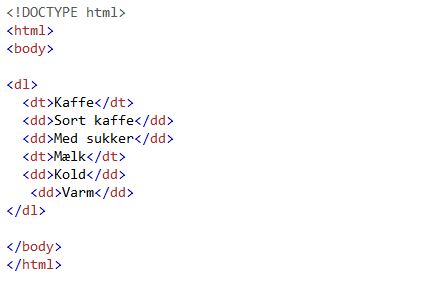 <!DOCTYPE html>
<html>
<body>
<dl>
<dt>Kaffe</dt>
<dd>Sort kaffe</dd>
<dd>Med sukker</dd>
<dt>Mælk</dt>
<dd>Kold</dd>
<dd>Varm</dd>
</dl>
</body>
</html>